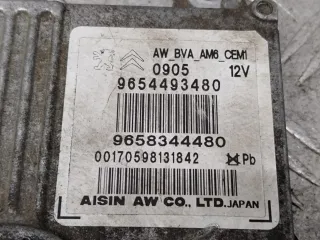 AW_BVA_AM6_CEM1
0905 12V
9654493480
9658344480
00170598131842 Pb
AISIN AW CO., LTD. JAPAN